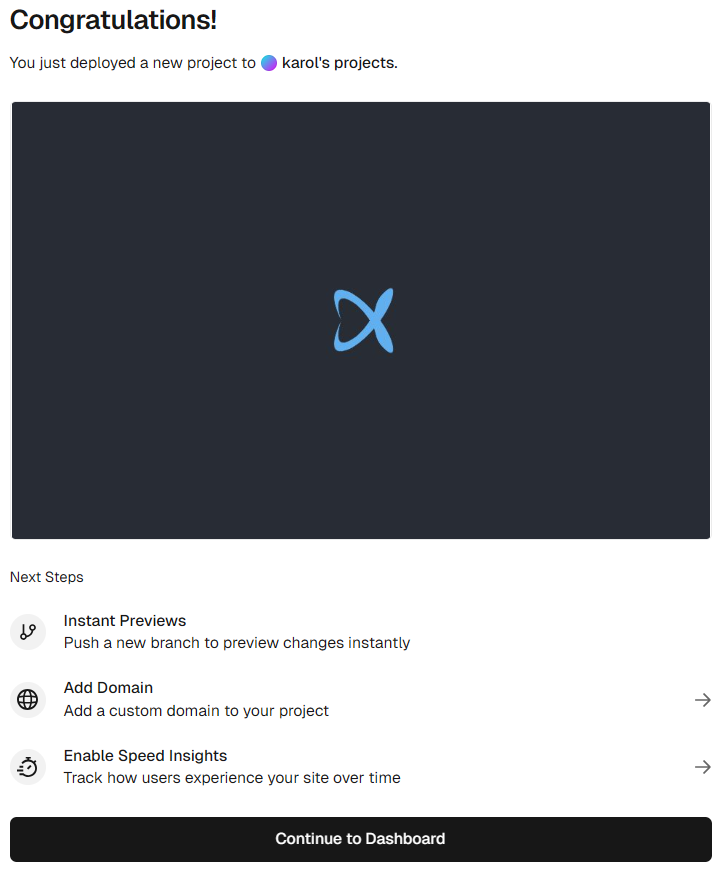 Congratulations!
You just deployed a new project to karol's projects.
Next Steps
Instant Previews
Push a new branch to preview changes instantly
Add Domain
Add a custom domain to your project
Enable Speed Insights
Track how users experience your site over time
Continue to Dashboard